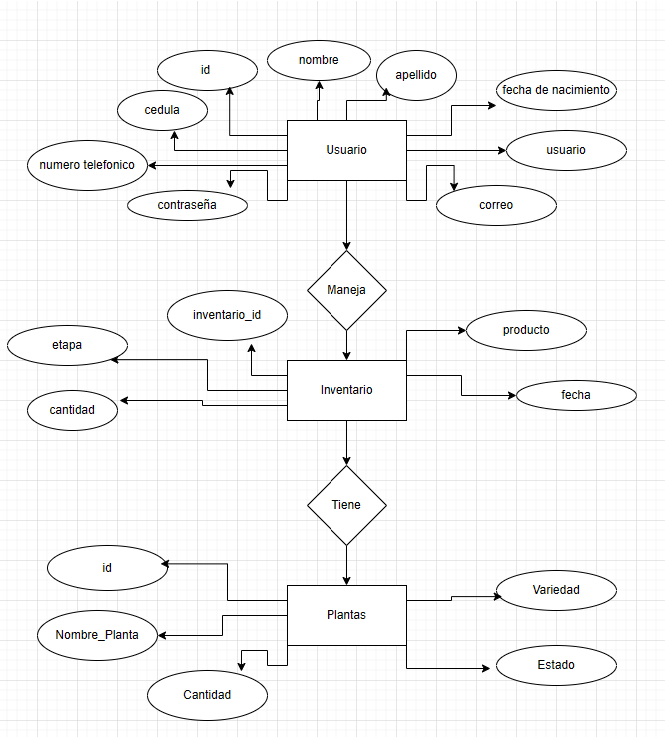 nombre
id
apellido
fecha de nacimiento
cedula
Usuario
usuario
numero telefonico
contraseña
correo
Maneja
inventario_id
producto
etapa
Inventario
fecha
cantidad
Tiene
id
Variedad
Plantas
Nombre_Planta
Estado
Cantidad